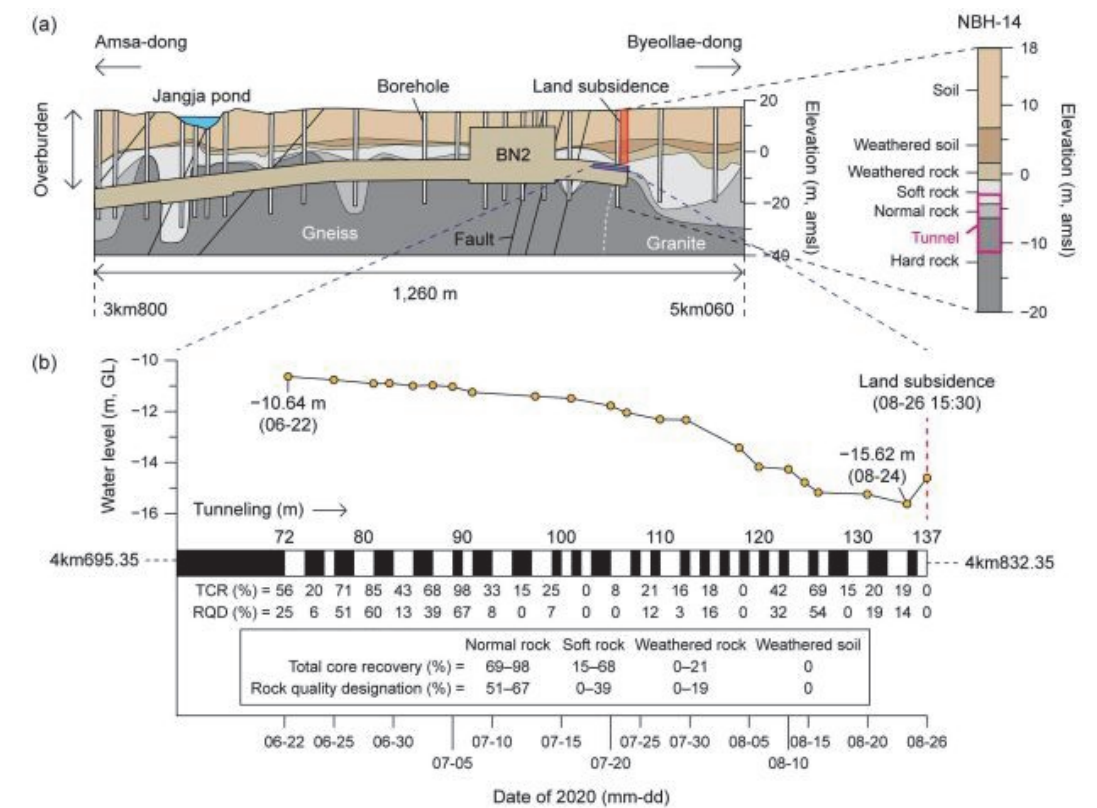 (a)
Amsa-dong
Byeollae-dong
Jangja pond
Borehole
Land subsidence
Overburden
BN2
Gneiss
Fault
Granite
20
0
−20
−40
Elevation (m, amsl)
1,260 m
3km800
5km060
NBH-14
Soil
Weathered soil
Weathered rock
Soft rock
Normal rock
Tunnel
Hard rock
18
10
0
−10
−20
Elevation (m, amsl)
(b)
Water level (m, GL)
−10
−12
−14
−16
−10.64 m
(06-22)
Land subsidence
(08-26 15:30)
−15.62 m
(08-24)
Tunneling (m)
72 80 90 100 110 120 130 137
4km695.35
4km832.35
TCR (%) = 56 20 71 85 43 68 98 33 15 25 0 8 21 16 18 0 42 69 15 20 19 0
RQD (%) = 25 6 51 60 13 39 67 8 0 7 0 0 12 3 16 0 32 54 0 19 14 0
Normal rock Soft rock Weathered rock Weathered soil
Total core recovery (%) = 69–98 15–68 0–21 0
Rock quality designation (%) = 51–67 0–39 0–19 0
06-22 06-25 06-30 07-10 07-15 07-25 07-30 08-05 08-15 08-20 08-26
07-05 07-20 08-10
Date of 2020 (mm-dd)